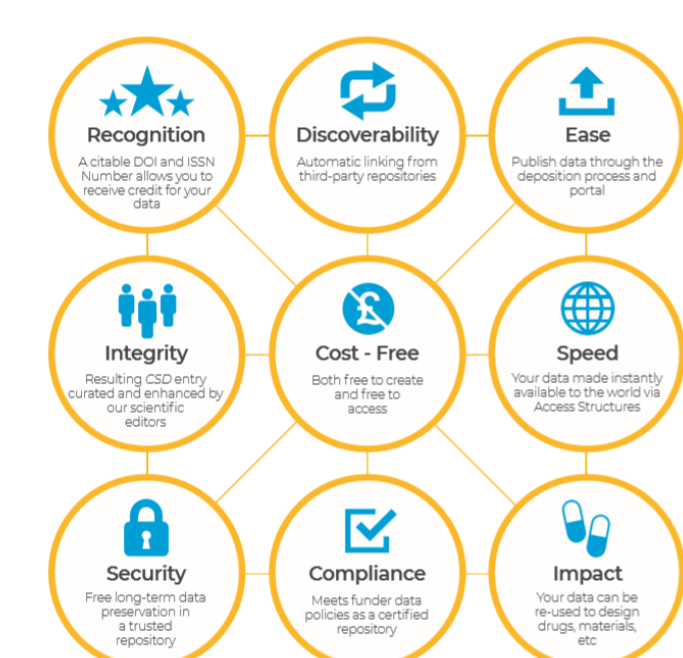 Recognition
A citable DOI and ISSN
Number allows you to
receive credit for your
data
Discoverability
Automatic linking from
third-party repositories
Ease
Publish data through the
deposition process and
portal
Integrity
Resulting CSD entry
curated and enhanced by
our scientific
editors
£
Cost - Free
Both free to create
and free to
access
Speed
Your data made instantly
available to the world via
Access Structures
Security
Free long-term data
preservation in
a trusted
repository
Compliance
Meets funder data
policies as a certified
repository
Impact
Your data can be
re-used to design
drugs, materials,
etc